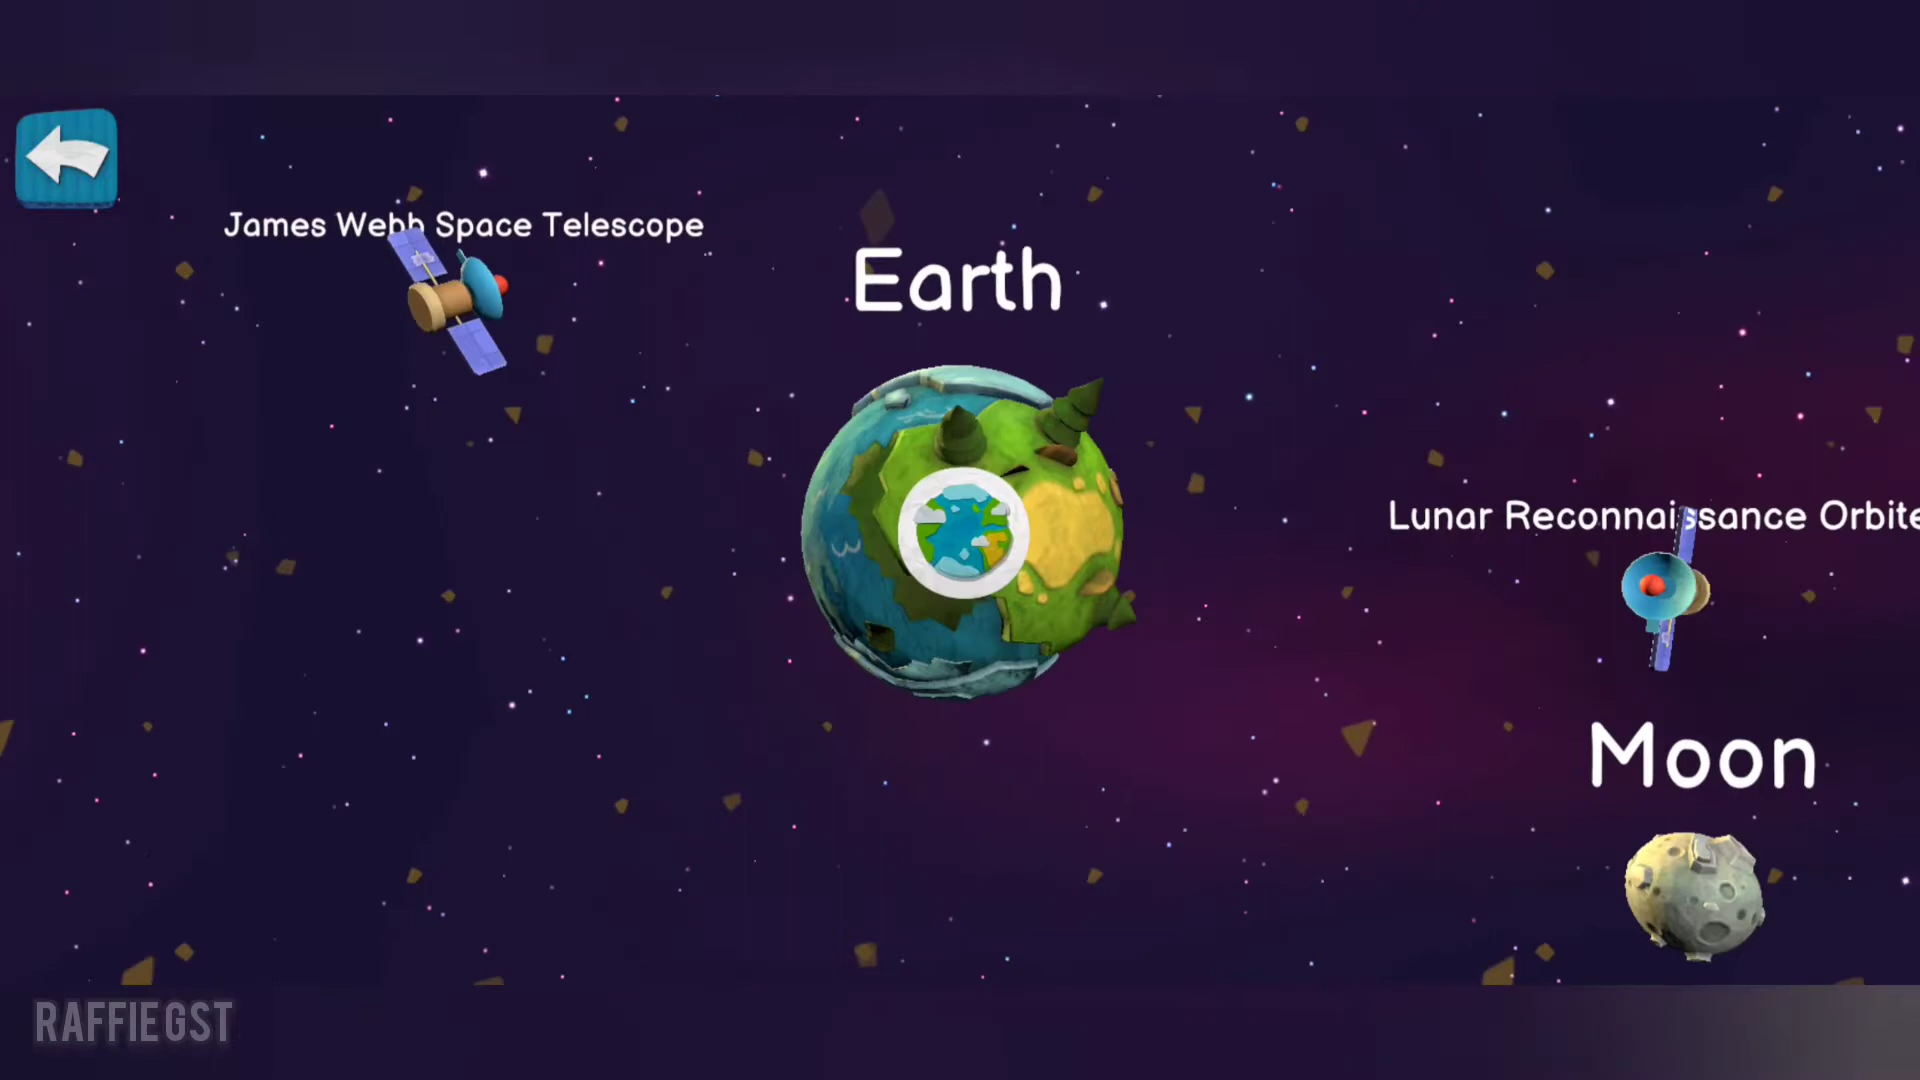 James Webb Space Telescope
Earth
Lunar Reconnaissance Orbite
Moon
RAFFIEGST